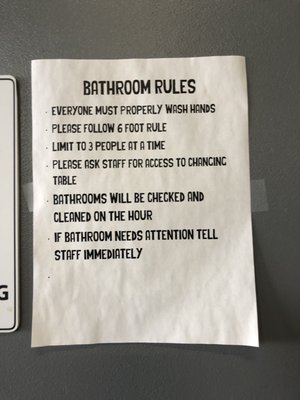 BATHROOM RULES
· EVERYONE MUST PROPERLY WASH HANDS
· PLEASE FOLLOW 6 FOOT RULE
· LIMIT TO 3 PEOPLE AT A TIME
· PLEASE ASK STAFF FOR ACCESS TO CHANGING
TABLE
· BATHROOMS WILL BE CHECKED AND
CLEANED ON THE HOUR
· IF BATHROOM NEEDS ATTENTION TELL
STAFF IMMEDIATELY
·
G